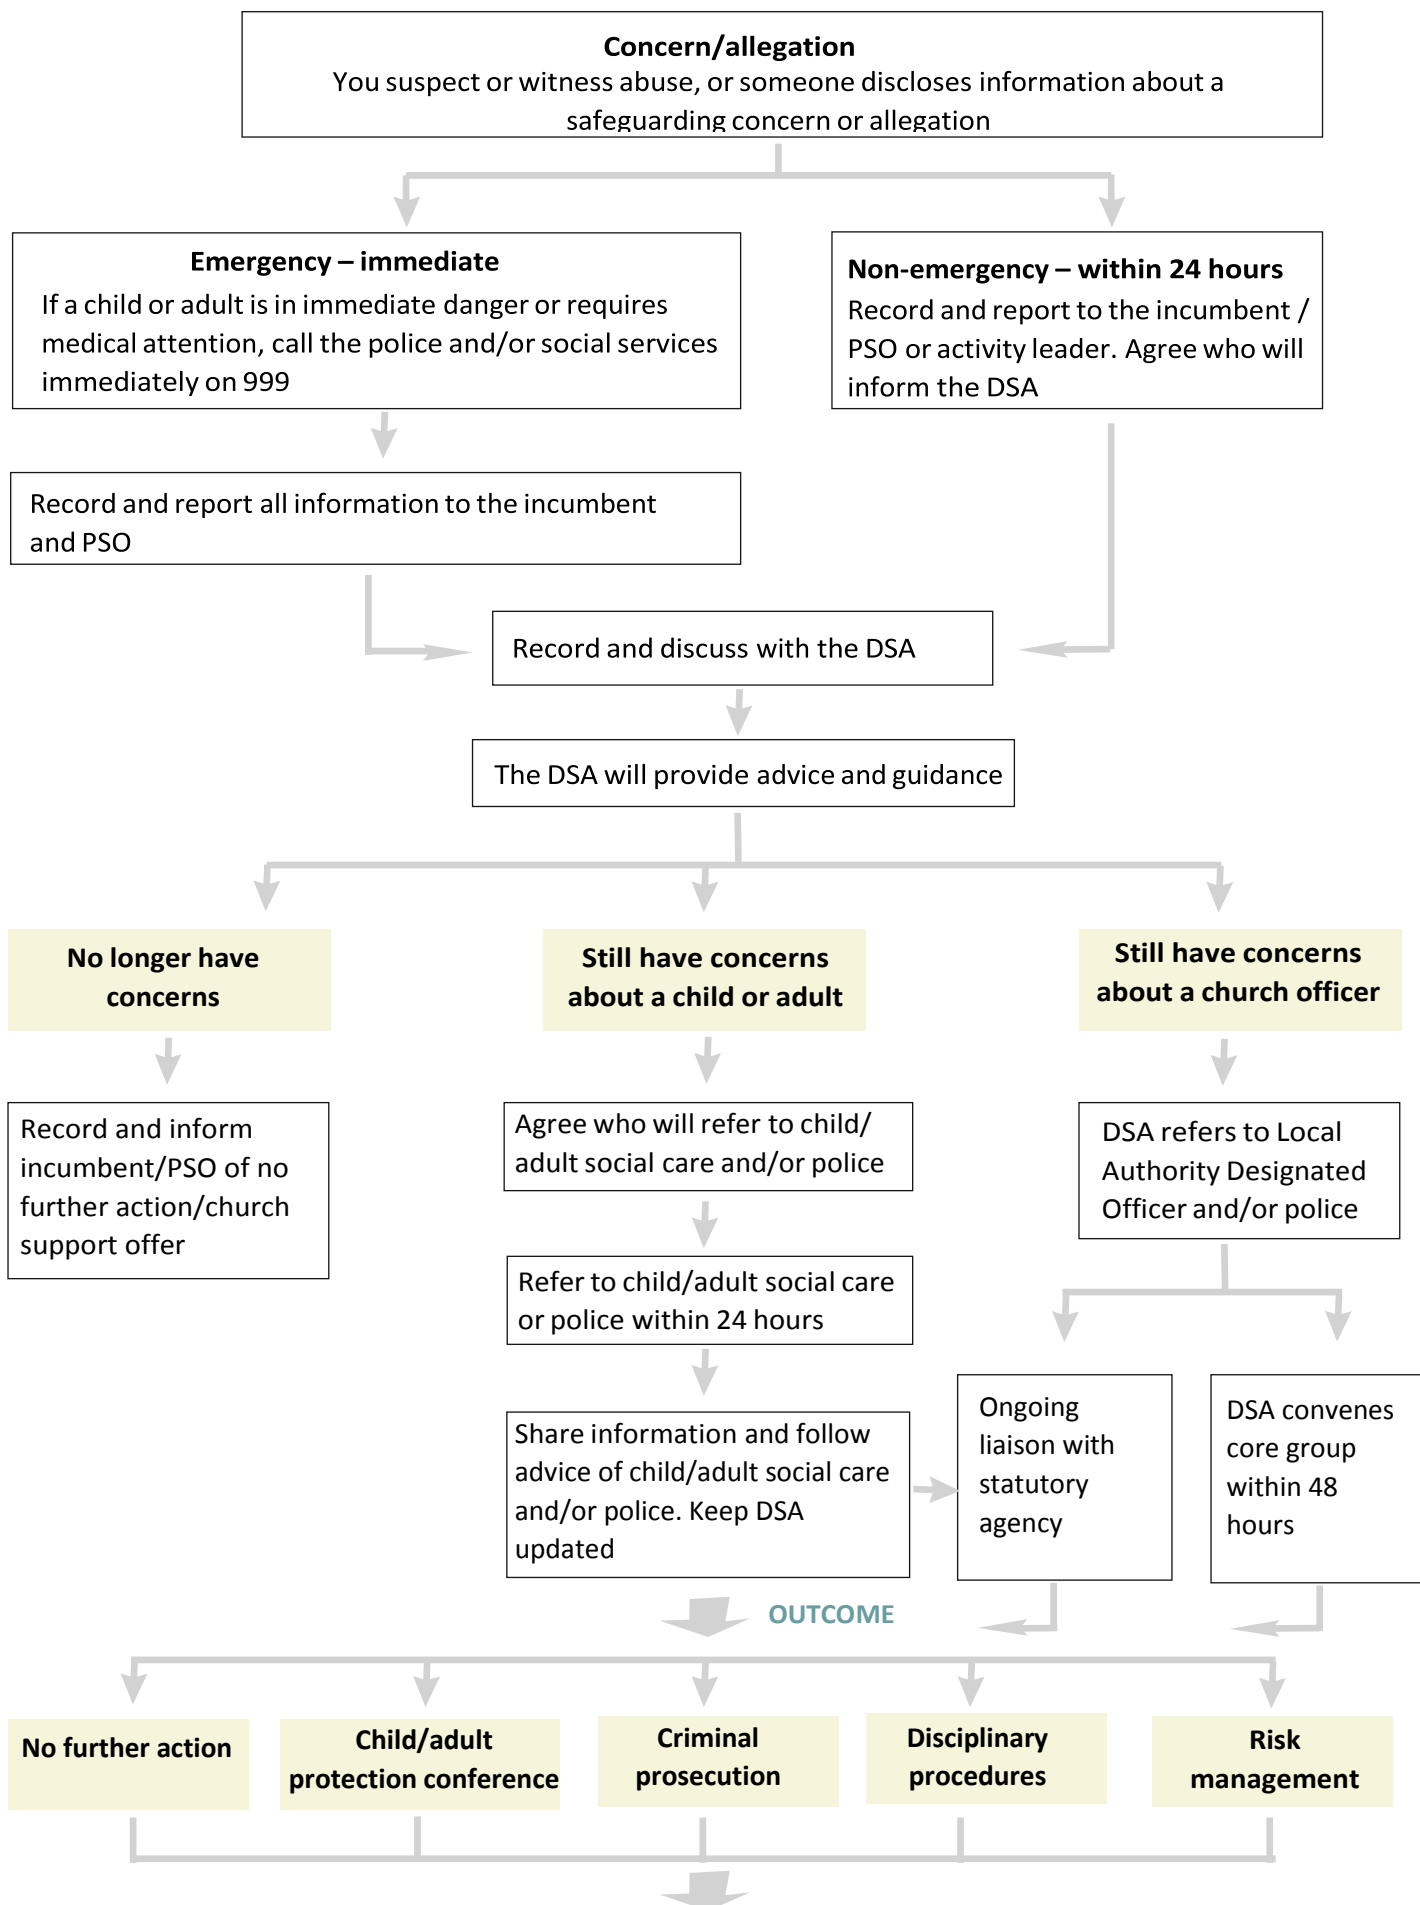 Concern/allegation
You suspect or witness abuse, or someone discloses information about a
safeguarding concern or allegation
Emergency – immediate
If a child or adult is in immediate danger or requires
medical attention, call the police and/or social services
immediately on 999
Non-emergency – within 24 hours
Record and report to the incumbent /
PSO or activity leader. Agree who will
inform the DSA
Record and report all information to the incumbent
and PSO
Record and discuss with the DSA
The DSA will provide advice and guidance
No longer have
concerns
Still have concerns
about a child or adult
Still have concerns
about a church officer
Record and inform
incumbent/PSO of no
further action/church
support offer
Agree who will refer to child/
adult social care and/or police
DSA refers to Local
Authority Designated
Officer and/or police
Refer to child/adult social care
or police within 24 hours
Share information and follow
advice of child/adult social care
and/or police. Keep DSA
updated
Ongoing
liaison with
statutory
agency
DSA convenes
core group
within 48
hours
OUTCOME
No further action
Child/adult
protection conference
Criminal
prosecution
Disciplinary
procedures
Risk
management